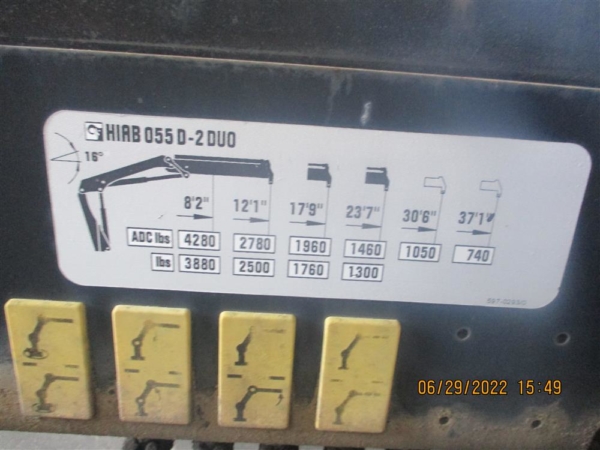 HIAB 055 D-2 DUO
16°
8'2" 12'1" 17'9" 23'7" 30'6" 37'1"
ADC lbs 4280 2780 1960 1460 1050 740
lbs 3880 2500 1760 1300
06/29/2022 15:49